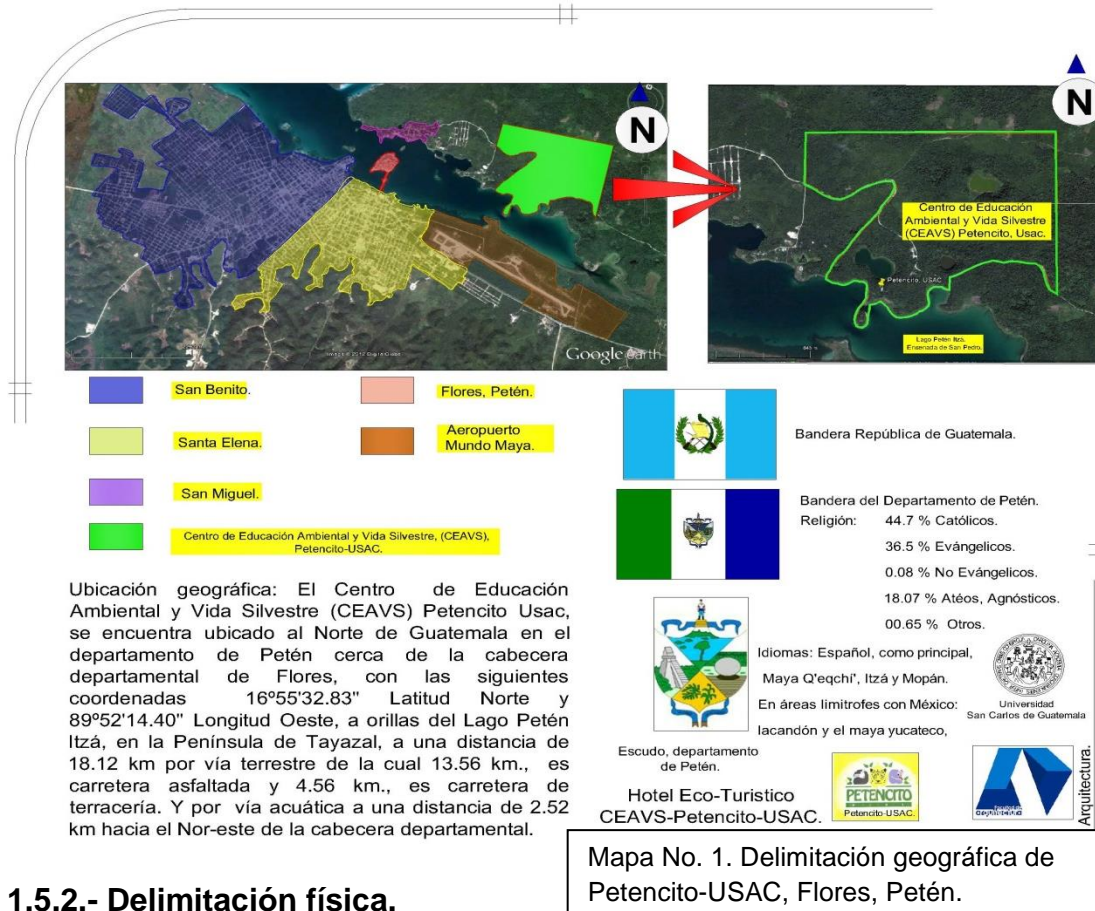 N
N
Centro de Educación
Ambiental y Vida Silvestre
(CEAVS) Petencito, Usac.
Petencito, USAC
Lago Petén Itzá.
Ensenada de San Pedro.
Google earth
San Benito.
Flores, Petén.
Santa Elena.
Aeropuerto
Mundo Maya.
San Miguel.
Centro de Educación Ambiental y Vida Silvestre, (CEAVS),
Petencito-USAC.
Bandera República de Guatemala.
Bandera del Departamento de Petén.
Religión: 44.7 % Católicos.
36.5 % Evángelicos.
0.08 % No Evángelicos.
18.07 % Atéos, Agnósticos.
00.65 % Otros.
Ubicación geográfica: El Centro de Educación
Ambiental y Vida Silvestre (CEAVS) Petencito Usac,
se encuentra ubicado al Norte de Guatemala en el
departamento de Petén cerca de la cabecera
departamental de Flores, con las siguientes
coordenadas 16º55'32.83" Latitud Norte y
89º52'14.40" Longitud Oeste, a orillas del Lago Petén
Itzá, en la Península de Tayazal, a una distancia de
18.12 km por vía terrestre de la cual 13.56 km., es
carretera asfaltada y 4.56 km., es carretera de
terracería. Y por vía acuática a una distancia de 2.52
km hacia el Nor-este de la cabecera departamental.
Idiomas: Español, como principal,
Maya Q'eqchi', Itzá y Mopán.
En áreas limitrofes con México:
lacandón y el maya yucateco,
Universidad
San Carlos de Guatemala
Escudo, departamento
de Petén.
Hotel Eco-Turistico
CEAVS-Petencito-USAC.
PETENCITO
Petencito-USAC.
arquitectura
Arquitectura.
Mapa No. 1. Delimitación geográfica de
Petencito-USAC, Flores, Petén.
1.5.2.- Delimitación física.